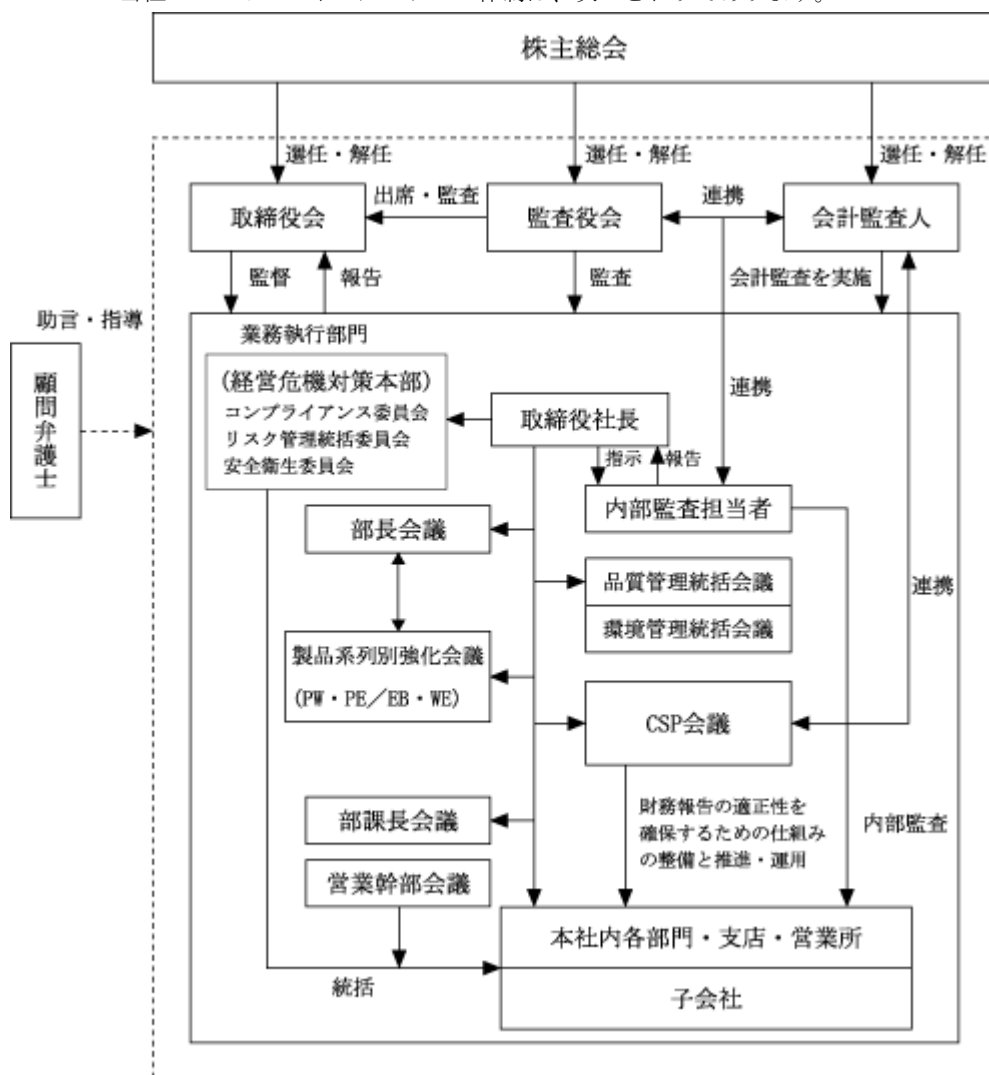 株主総会
選任・解任
選任・解任
選任・解任
取締役会
出席・監査
監査役会
連携
会計監査人
監督
報告
監査
会計監査を実施
助言・指導
顧問弁護士
業務執行部門
(経営危機対策本部)
コンプライアンス委員会
リスク管理統括委員会
安全衛生委員会
取締役社長
連携
指示
報告
内部監査担当者
部長会議
品質管理統括会議
環境管理統括会議
連携
製品系列別強化会議
(PW・PE／EB・WE)
CSP会議
部課長会議
財務報告の適正性を
確保するための仕組み
の整備と推進・運用
内部監査
営業幹部会議
本社内各部門・支店・営業所
統括
子会社